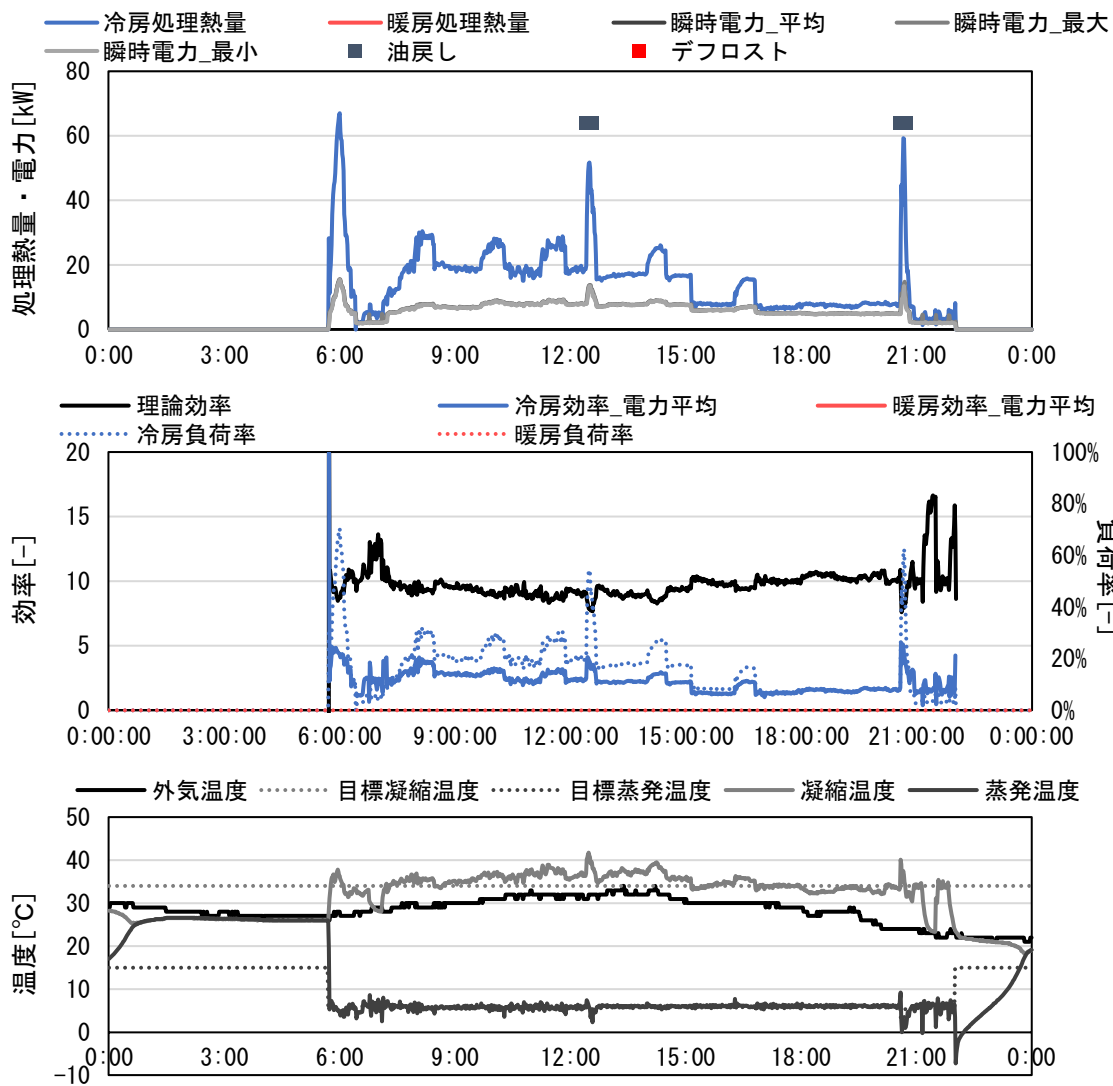 冷房処理熱量 暖房処理熱量 瞬時電力_平均 瞬時電力_最大
瞬時電力_最小 油戻し デフロスト
処理熱量・電力[kW]
80
60
40
20
0
0:00 3:00 6:00 9:00 12:00 15:00 18:00 21:00 0:00
理論効率 冷房効率_電力平均 暖房効率_電力平均
冷房負荷率 暖房負荷率
効率[-]
20
15
10
5
0
100%
80%
60%
40%
20%
0%
負荷率[-]
0:00:00 3:00:00 6:00:00 9:00:00 12:00:00 15:00:00 18:00:00 21:00:00 0:00:00
外気温度 目標凝縮温度 目標蒸発温度 凝縮温度 蒸発温度
温度[℃]
50
40
30
20
10
0
-10
0:00 3:00 6:00 9:00 12:00 15:00 18:00 21:00 0:00